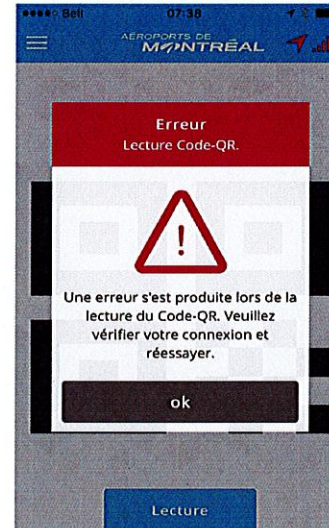 Bell 07:38
AÉROPORTS DE
MONTRÉAL
Erreur
Lecture Code-QR.
!
Une erreur s'est produite lors de la
lecture du Code-QR. Veuillez
vérifier votre connexion et
réessayer.
ok
Lecture